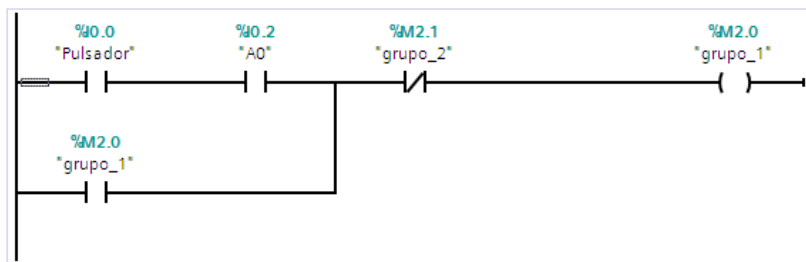 %I0.0 %I0.2 %M2.1 %M2.0
"Pulsador" "A0" "grupo_2" "grupo_1"
%M2.0
"grupo_1"